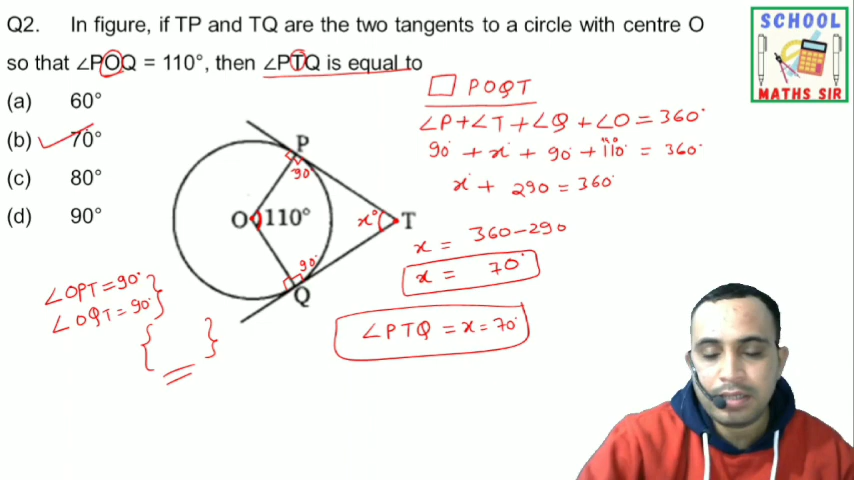 Q2. In figure, if TP and TQ are the two tangents to a circle with centre O
so that ∠POQ = 110°, then ∠PTQ is equal to
(a) 60°
(b) 70°
(c) 80°
(d) 90°
SCHOOL
MATHS SIR
P
90°
O 110°
x° T
90°
Q
∠OPT = 90°
∠OQT = 90°
□ POQT
∠P + ∠T + ∠Q + ∠O = 360°
90° + x° + 90° + 110° = 360°
x° + 290 = 360°
x = 360 - 290
x = 70°
∠PTQ = x = 70°